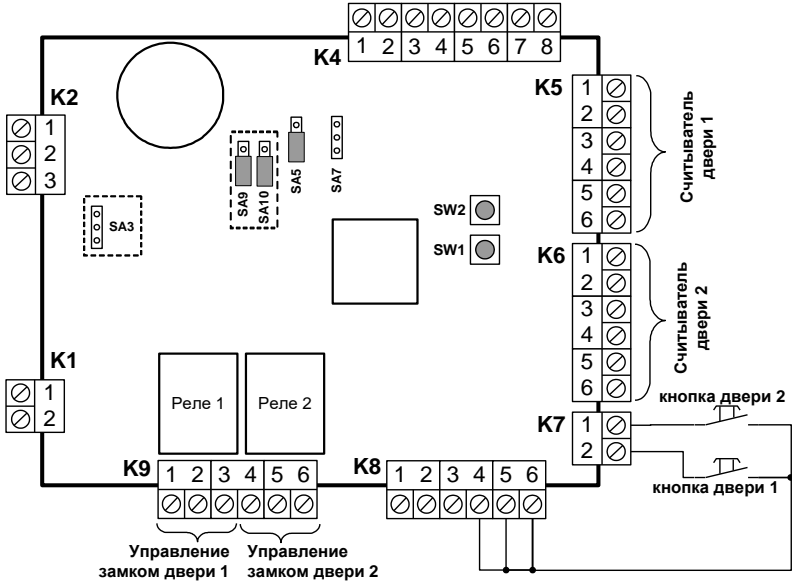 K4
1 2 3 4 5 6 7 8
K2
1
2
3
K5
1
2
3
4
5
6
Считыватель
двери 1
SA9
SA10
SA5
SA7
SA3
SW2
SW1
K6
1
2
3
4
5
6
Считыватель
двери 2
K1
1
2
Реле 1
Реле 2
K7
1
2
кнопка двери 2
кнопка двери 1
K9
1 2 3 4 5 6
K8
1 2 3 4 5 6
Управление
замком двери 1
Управление
замком двери 2